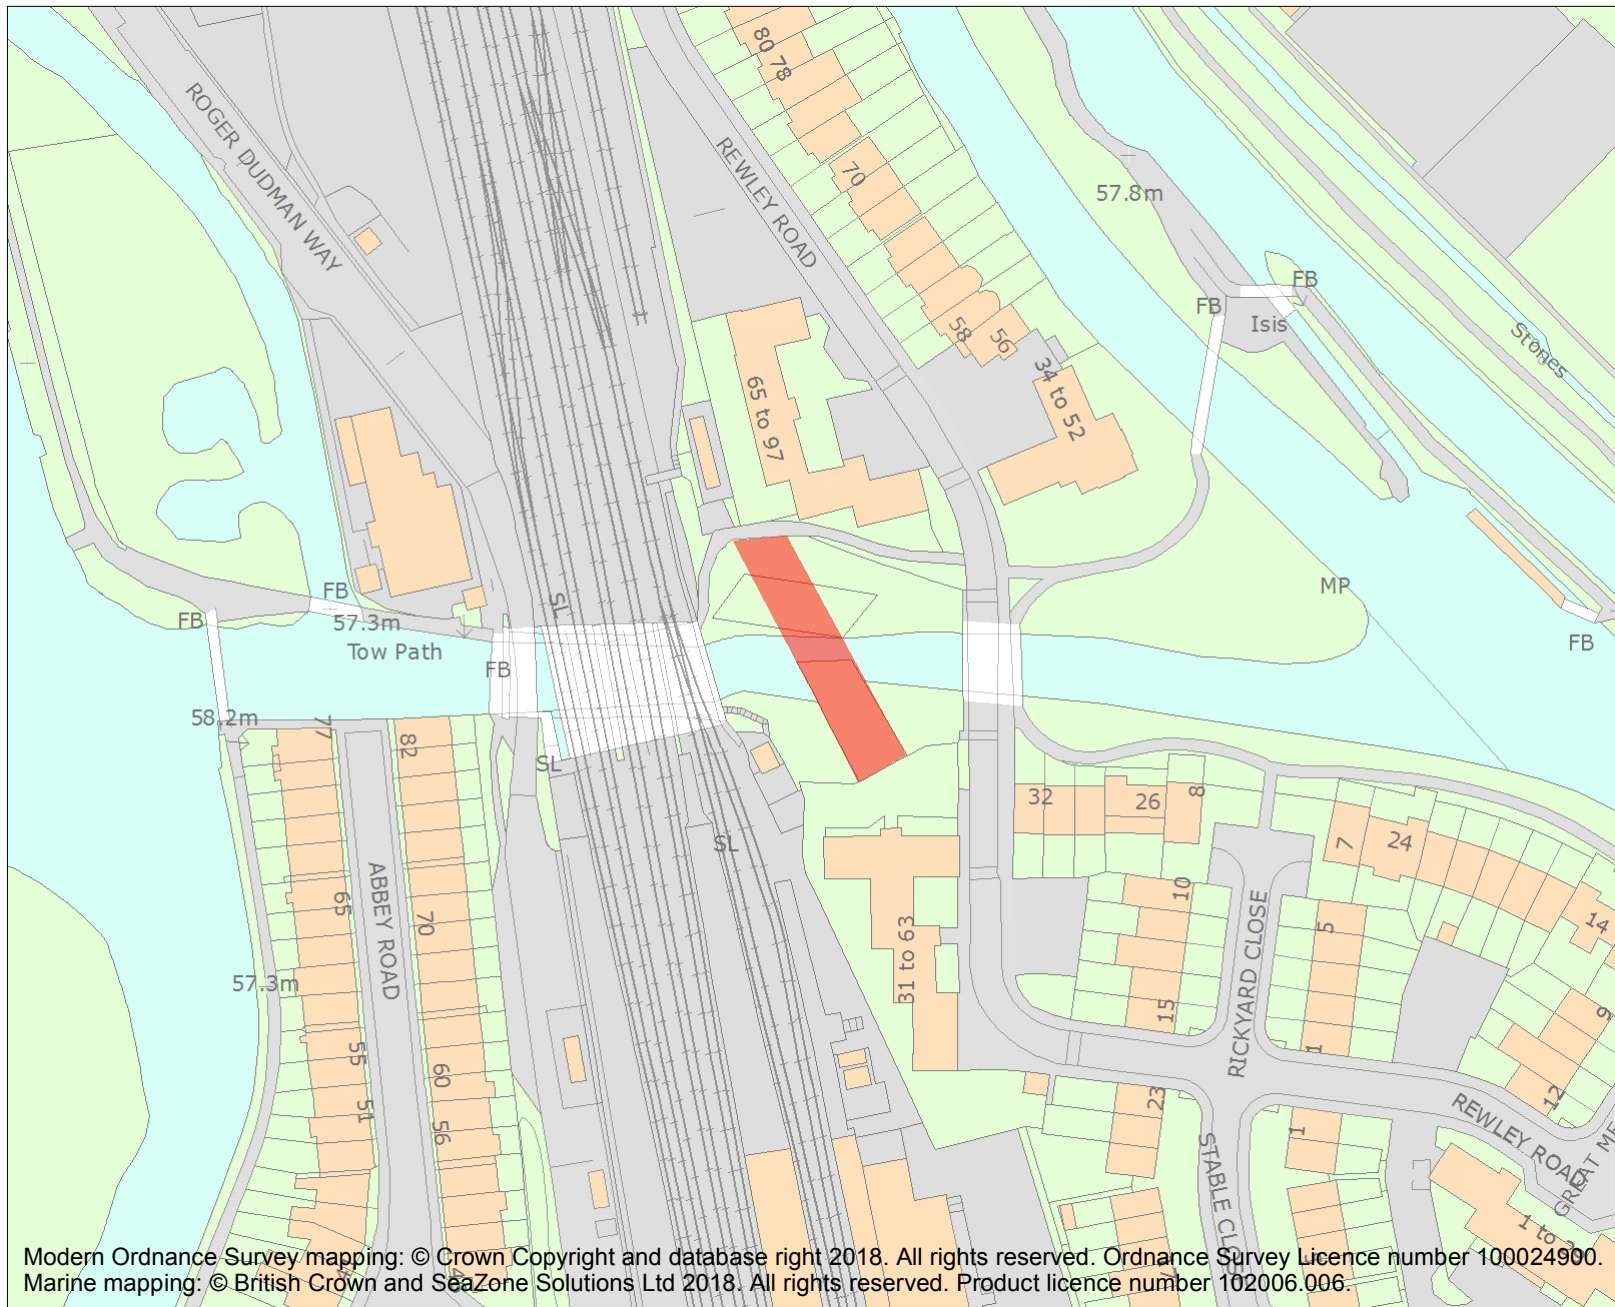 80
78
ROGER DUDMAN WAY
REWLEY ROAD
70
57.8m
FB
FB
Isis
58
56
Stones
34 to 52
65 to 97
FB
MP
FB
57.3m
SL
FB
Tow Path
FB
58.2m
77
82
SL
32
26
8
7
24
SL
65
ABBEY ROAD
70
10
5
14
31 to 63
RICKYARD CLOSE
57.3m
15
9
55
1
60
23
12
51
56
1
REWLEY ROAD
STABLE CLOSE
1 to
Modern Ordnance Survey mapping: © Crown Copyright and database right 2018. All rights reserved. Ordnance Survey Licence number 100024900.
Marine mapping: © British Crown and SeaZone Solutions Ltd 2018. All rights reserved. Product licence number 102006.006.